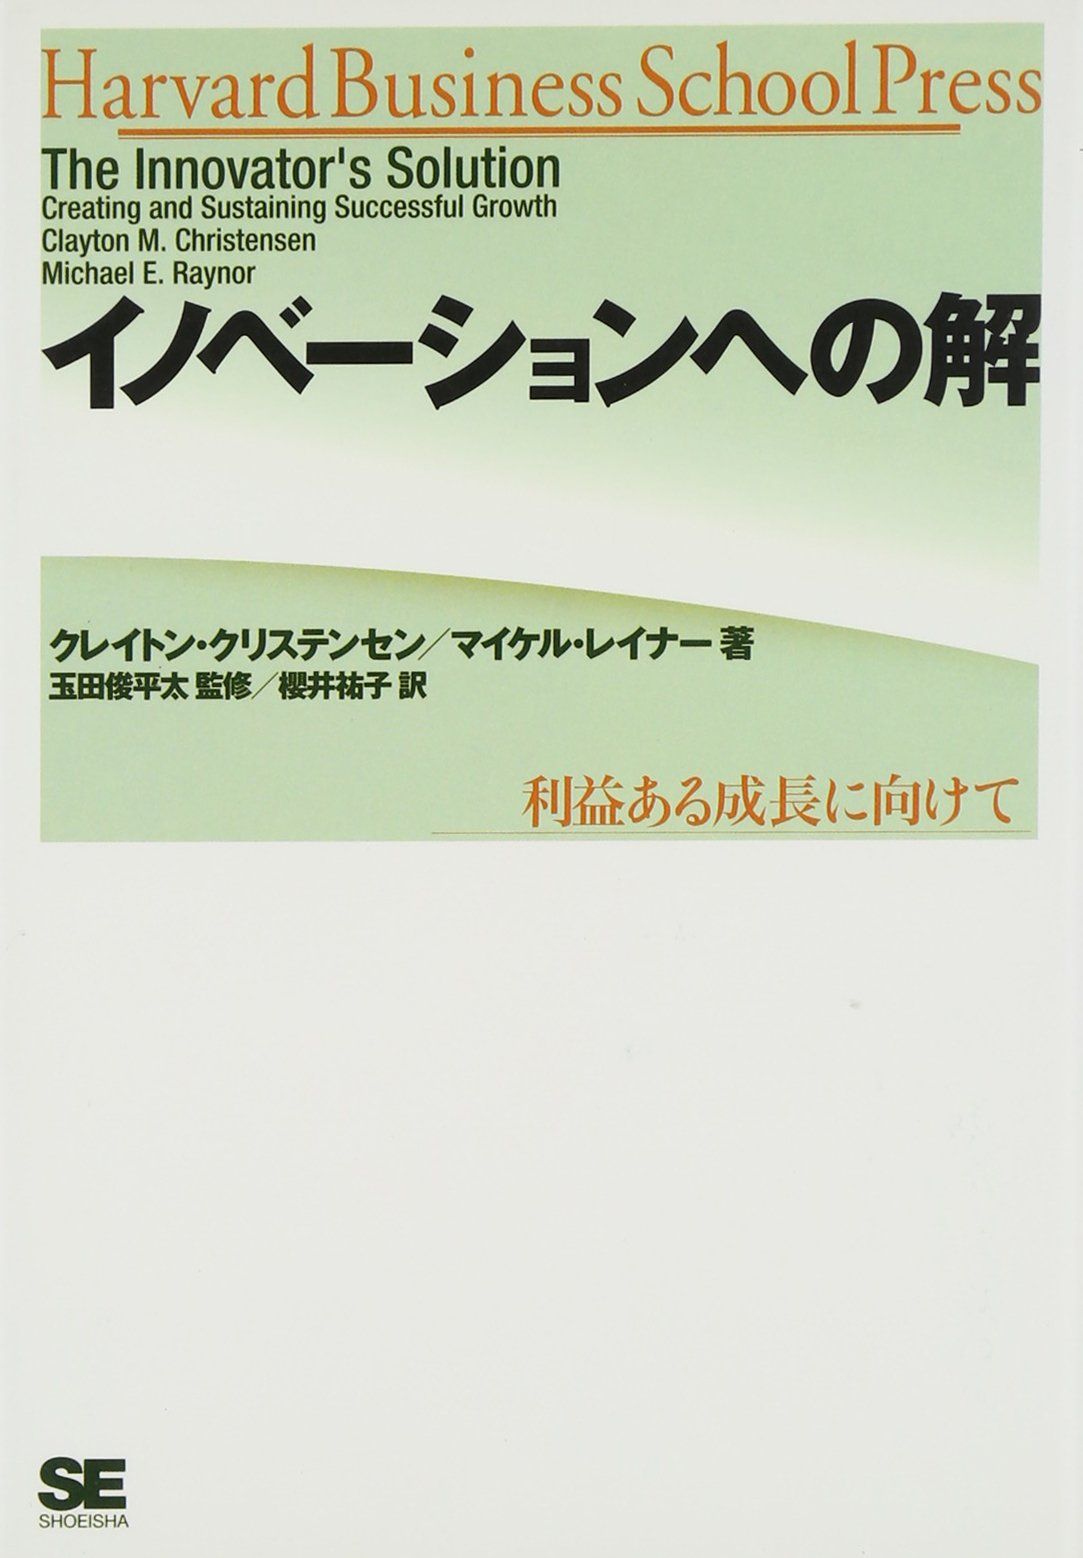 Harvard Business School Press
The Innovator's Solution
Creating and Sustaining Successful Growth
Clayton M. Christensen
Michael E. Raynor
イノベーションへの解
クレイトン・クリステンセン/マイケル・レイナー 著
玉田俊平太 監修/櫻井祐子 訳
利益ある成長に向けて
SE
SHOEISHA